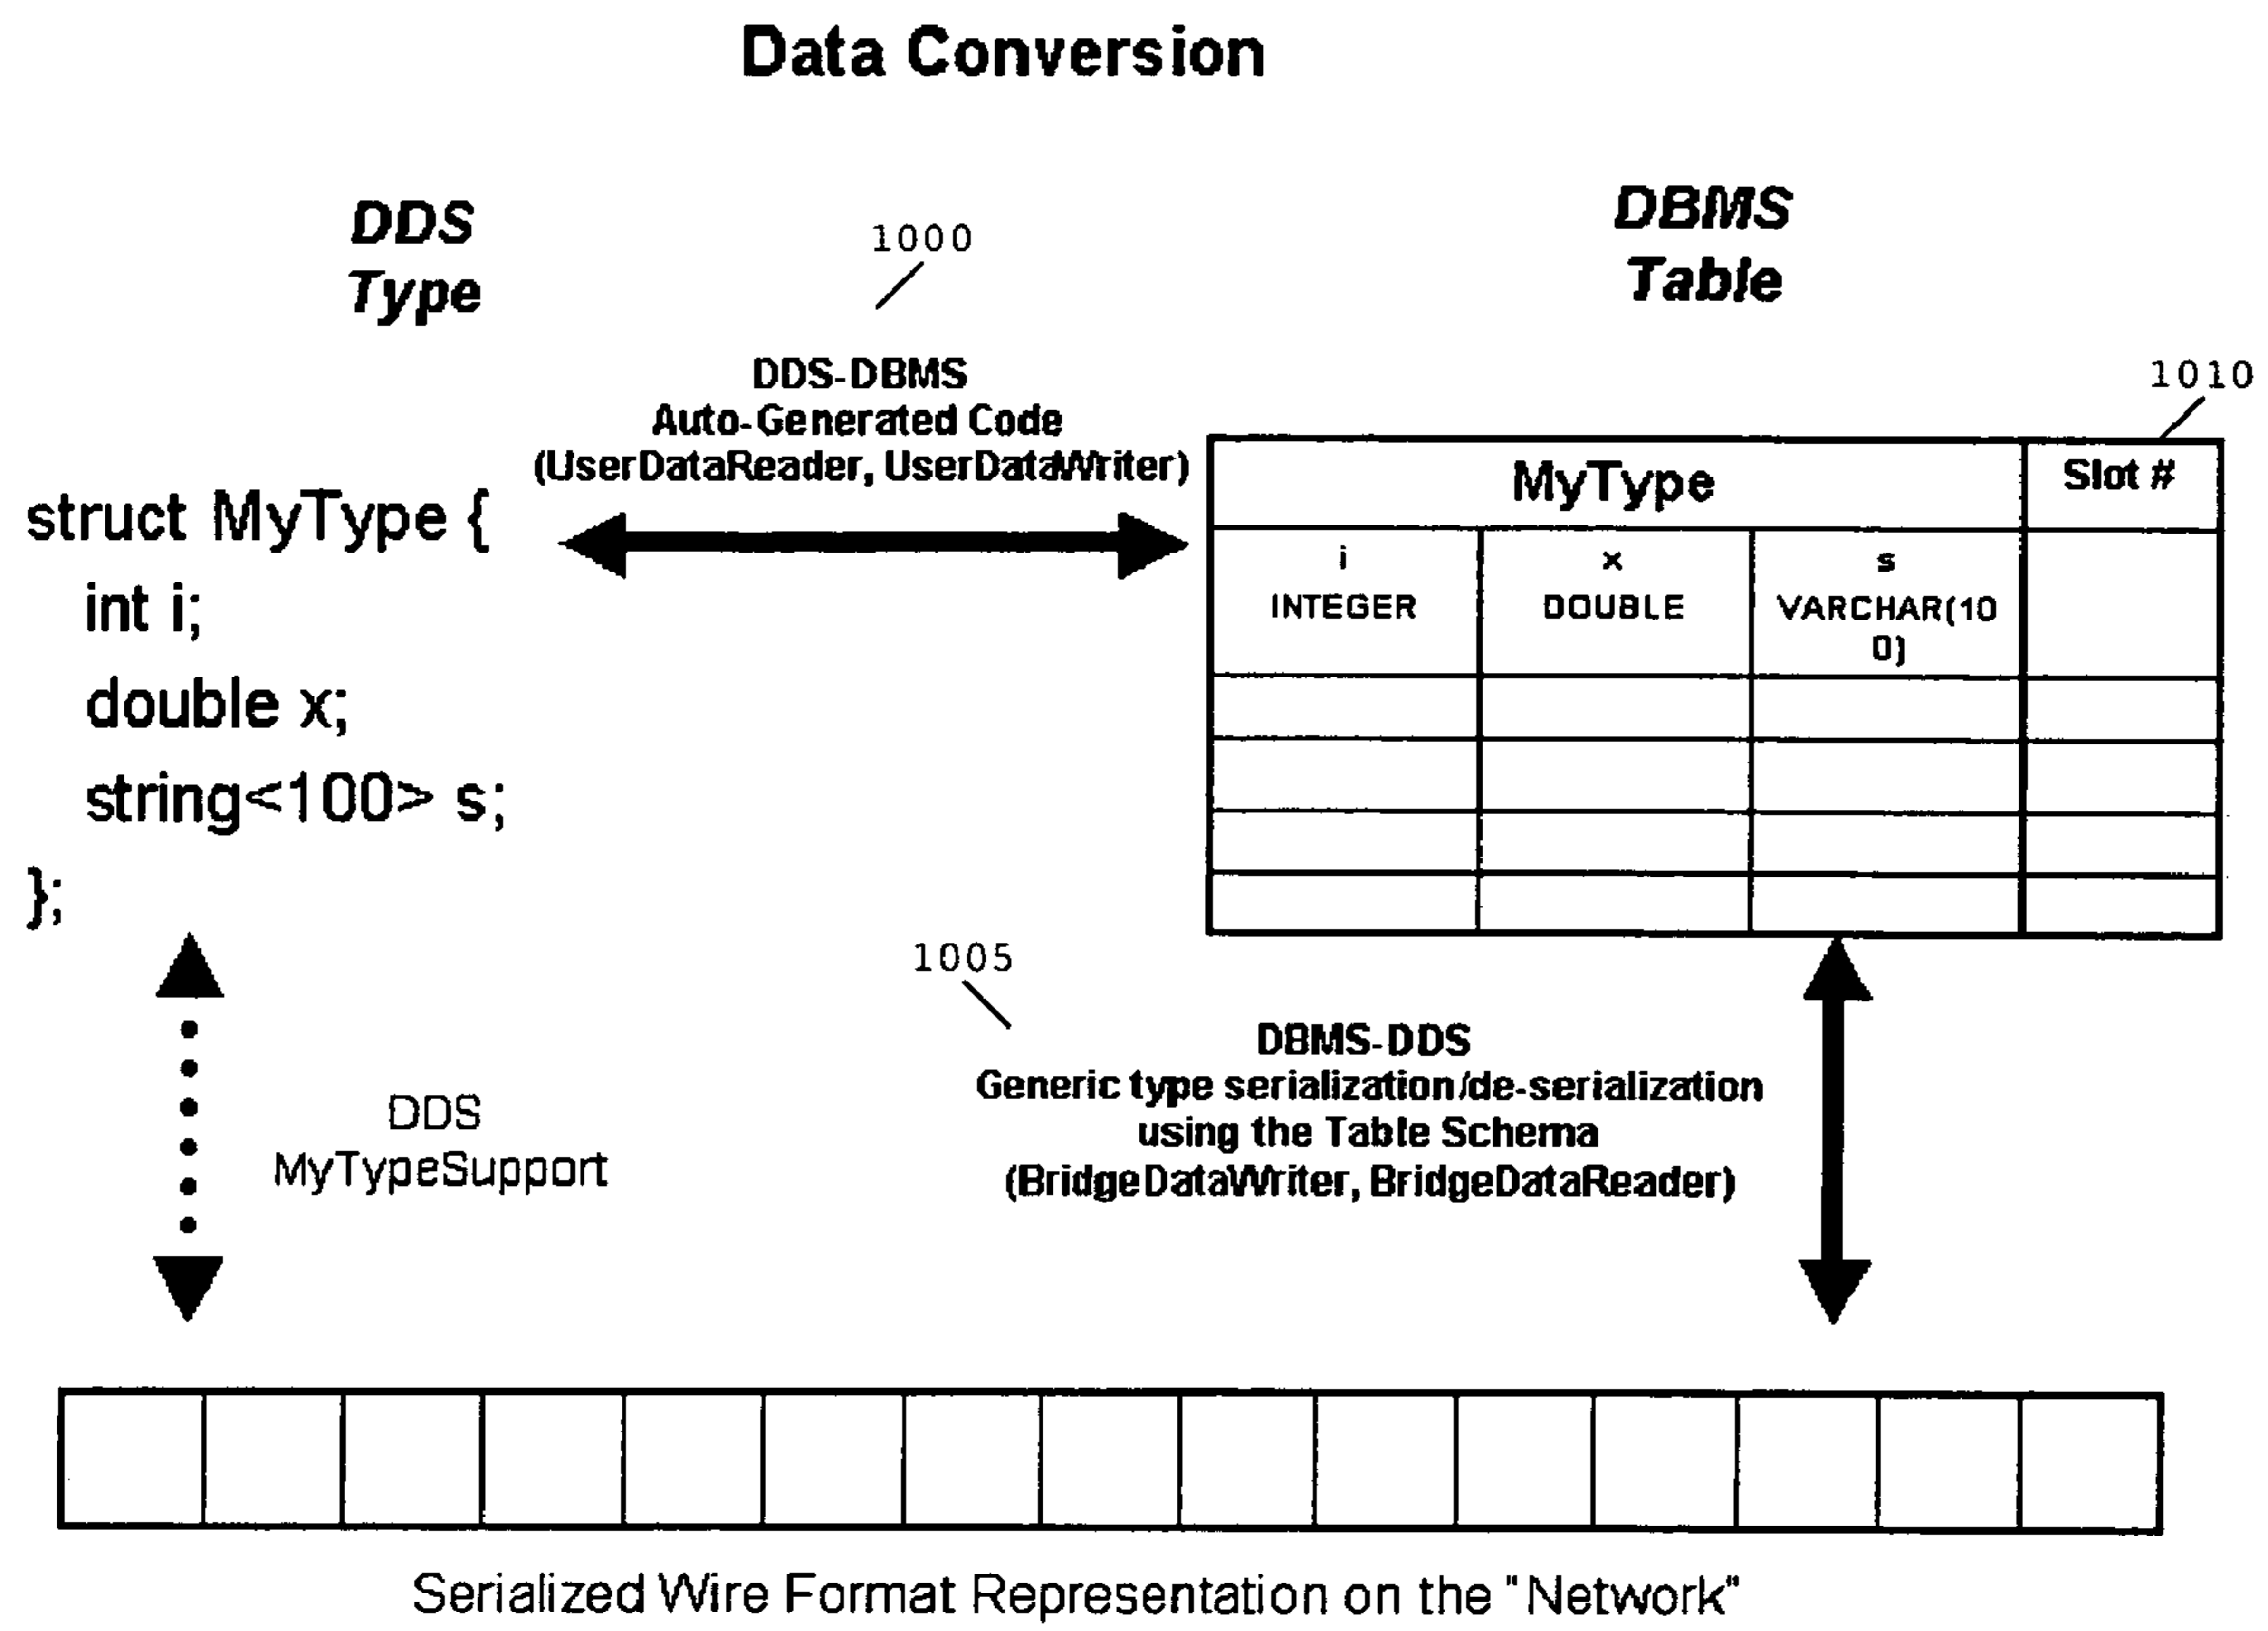 Data Conversion
DDS
Type
1000
DBMS
Table
DDS-DBMS
Auto-Generated Code
(UserDataReader, UserDataWriter)
1010
struct MyType {
int i;
double x;
string<100> s;
};
MyType
Slot #
i
INTEGER
x
DOUBLE
s
VARCHAR(10
0)
1005
DBMS-DDS
Generic type serialization/de-serialization
using the Table Schema
(BridgeDataWriter, BridgeDataReader)
DDS
MyTypeSupport
Serialized Wire Format Representation on the "Network"